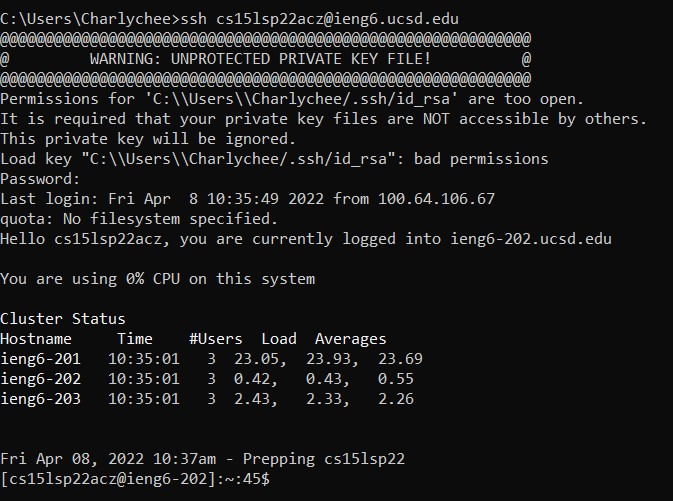 C:\Users\Charlychee>ssh cs15lsp22acz@ieng6.ucsd.edu
@@@@@@@@@@@@@@@@@@@@@@@@@@@@@@@@@@@@@@@@@@@@@@@@@@@@@@@@@@@
@         WARNING: UNPROTECTED PRIVATE KEY FILE!          @
@@@@@@@@@@@@@@@@@@@@@@@@@@@@@@@@@@@@@@@@@@@@@@@@@@@@@@@@@@@
Permissions for 'C:\\Users\\Charlychee/.ssh/id_rsa' are too open.
It is required that your private key files are NOT accessible by others.
This private key will be ignored.
Load key "C:\\Users\\Charlychee/.ssh/id_rsa": bad permissions
Password:
Last login: Fri Apr  8 10:35:49 2022 from 100.64.106.67
quota: No filesystem specified.
Hello cs15lsp22acz, you are currently logged into ieng6-202.ucsd.edu
You are using 0% CPU on this system
Cluster Status
Hostname     Time    #Users  Load  Averages
ieng6-201   10:35:01   3  23.05,  23.93,  23.69
ieng6-202   10:35:01   3  0.42,   0.43,   0.55
ieng6-203   10:35:01   3  2.43,   2.33,   2.26
Fri Apr 08, 2022 10:37am - Prepping cs15lsp22
[cs15lsp22acz@ieng6-202]:~:45$